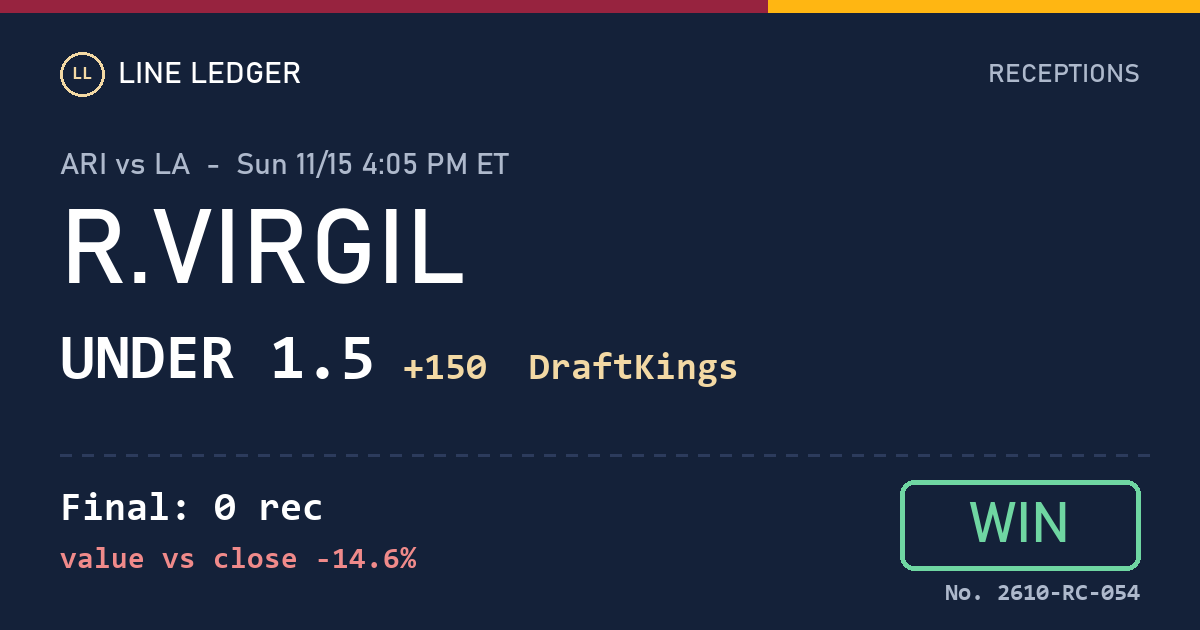 LL LINE LEDGER
RECEPTIONS
ARI vs LA - Sun 11/15 4:05 PM ET
R.VIRGIL
UNDER 1.5 +150 DraftKings
Final: 0 rec
value vs close -14.6%
WIN
No. 2610-RC-054